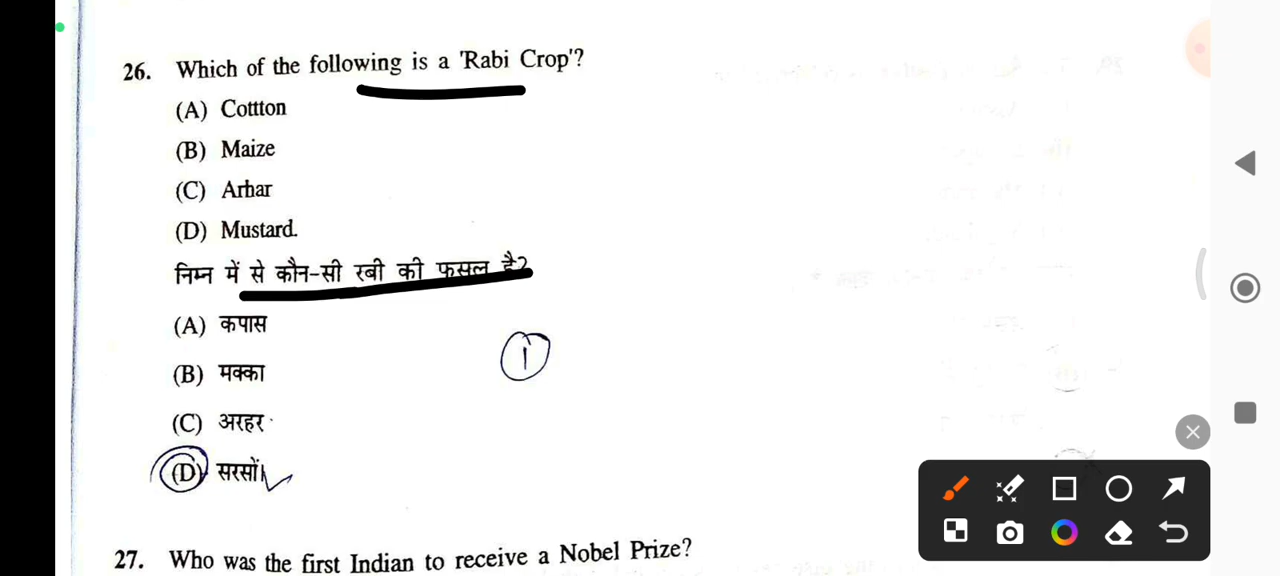 26. Which of the following is a 'Rabi Crop'?
(A) Cottton
(B) Maize
(C) Arhar
(D) Mustard.
निम्न में से कौन-सी रबी की फसल है?
(A) कपास
(B) मक्का
(C) अरहर
(D) सरसों।
1
27. Who was the first Indian to receive a Nobel Prize?